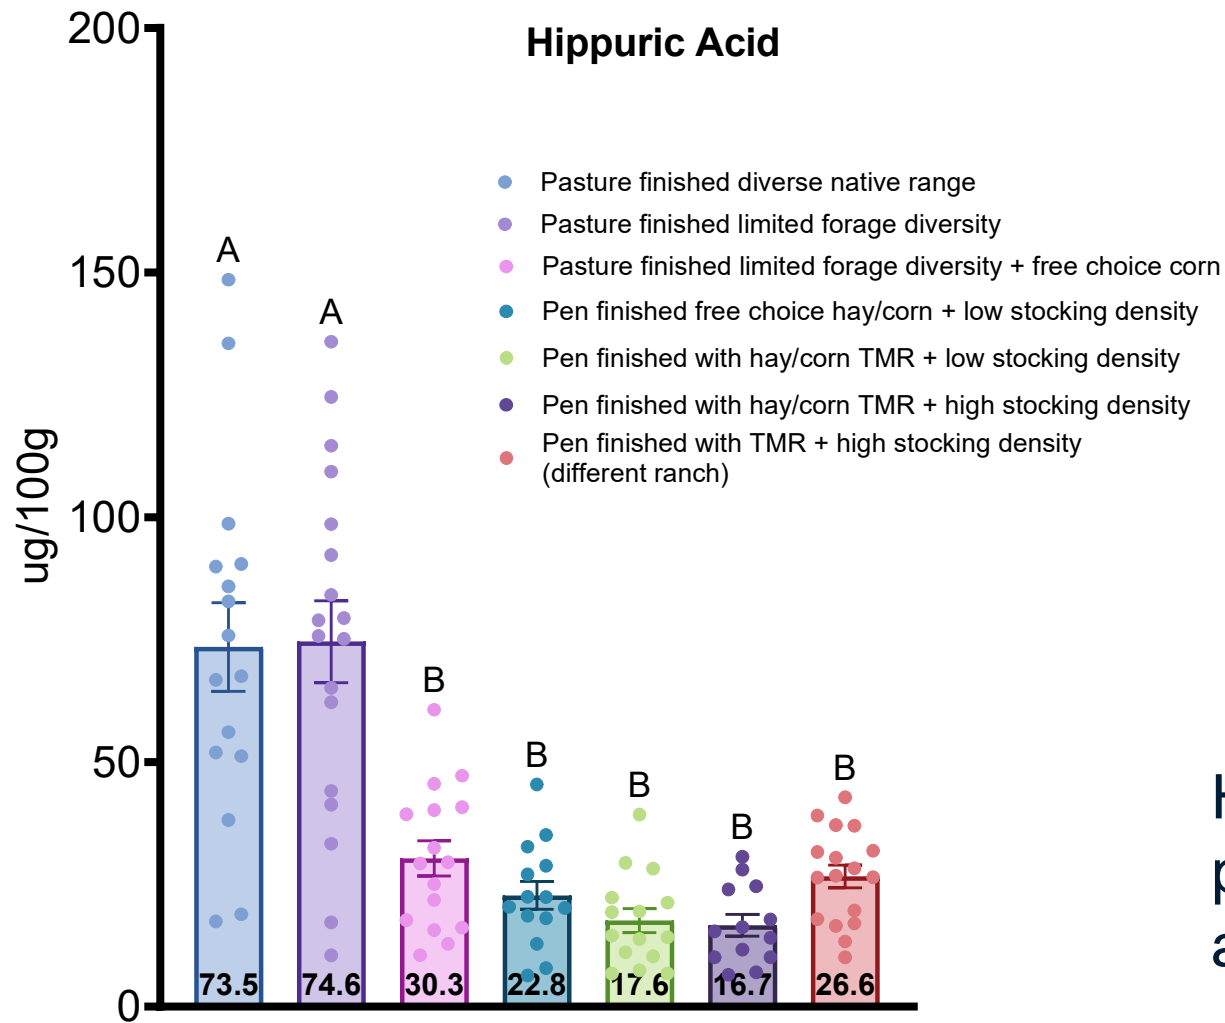 Hippuric Acid
200
150
100
50
0
ug/100g
Pasture finished diverse native range
Pasture finished limited forage diversity
Pasture finished limited forage diversity + free choice corn
Pen finished free choice hay/corn + low stocking density
Pen finished with hay/corn TMR + low stocking density
Pen finished with hay/corn TMR + high stocking density
Pen finished with TMR + high stocking density
(different ranch)
A
A
B
B
B
B
B
73.5
74.6
30.3
22.8
17.6
16.7
26.6